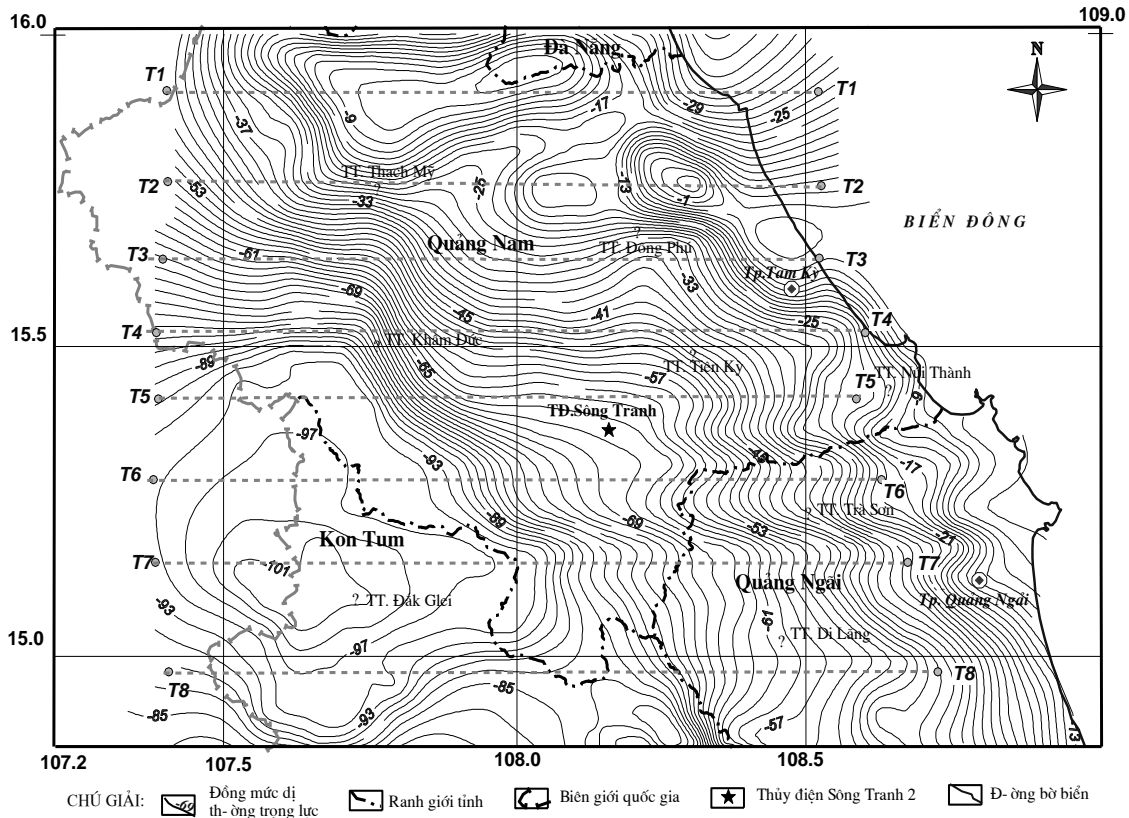 16.0
109.0
Đà Nẵng
N
T1
T1
-17
-29
-9
-25
-37
TT. Thạch Mỹ
?
T2
-53
-33
-25
-13
-1
T2
BIỂN ĐÔNG
Quảng Nam
?
TT. Đông Phú
T3
-61
T3
Tp.Tam Kỳ
-69
-33
-45
-41
-25
T4
T4
15.5
? TT. Khâm Đức
-89
-65
-57
?
TT. Tiên Kỳ
TT. Núi Thành
?
T5
T5
-9
TĐ.Sông Tranh
-97
-93
-49
-17
T6
T6
-89
-69
-53
? TT. Trà Sơn
-21
Kon Tum
T7
-101
T7
Quảng Ngãi
Tp. Quảng Ngãi
? TT. Đắk Glei
-93
-61
? TT. Di Lăng
15.0
-97
T8
T8
-85
-85
-93
-57
-13
107.2
107.5
108.0
108.5
CHÚ GIẢI:
-69
Đồng mức dị
th- ờng trọng lực
Ranh giới tỉnh
Biên giới quốc gia
Thủy điện Sông Tranh 2
Đ- ờng bờ biển